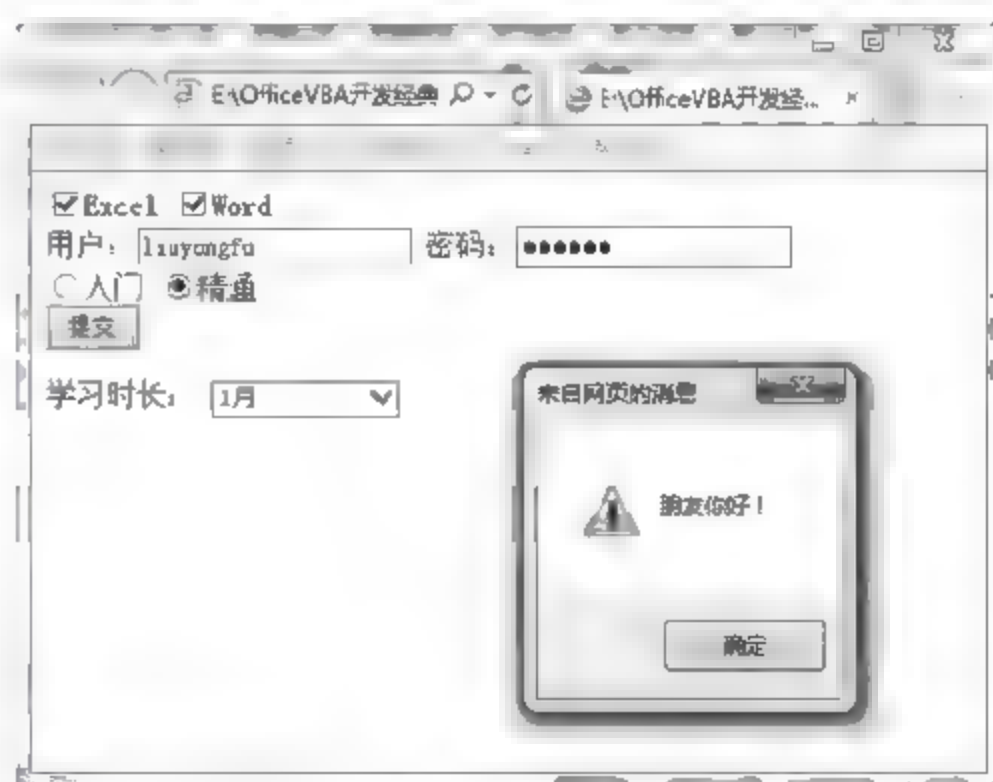 E:\OfficeVBA开发经典
E:\OfficeVBA开发经...
Excel Word
用户: liuyongfu 密码: ●●●●●●
入门 精通
提交
学习时长: 1月
来自网页的消息
朋友你好!
确定